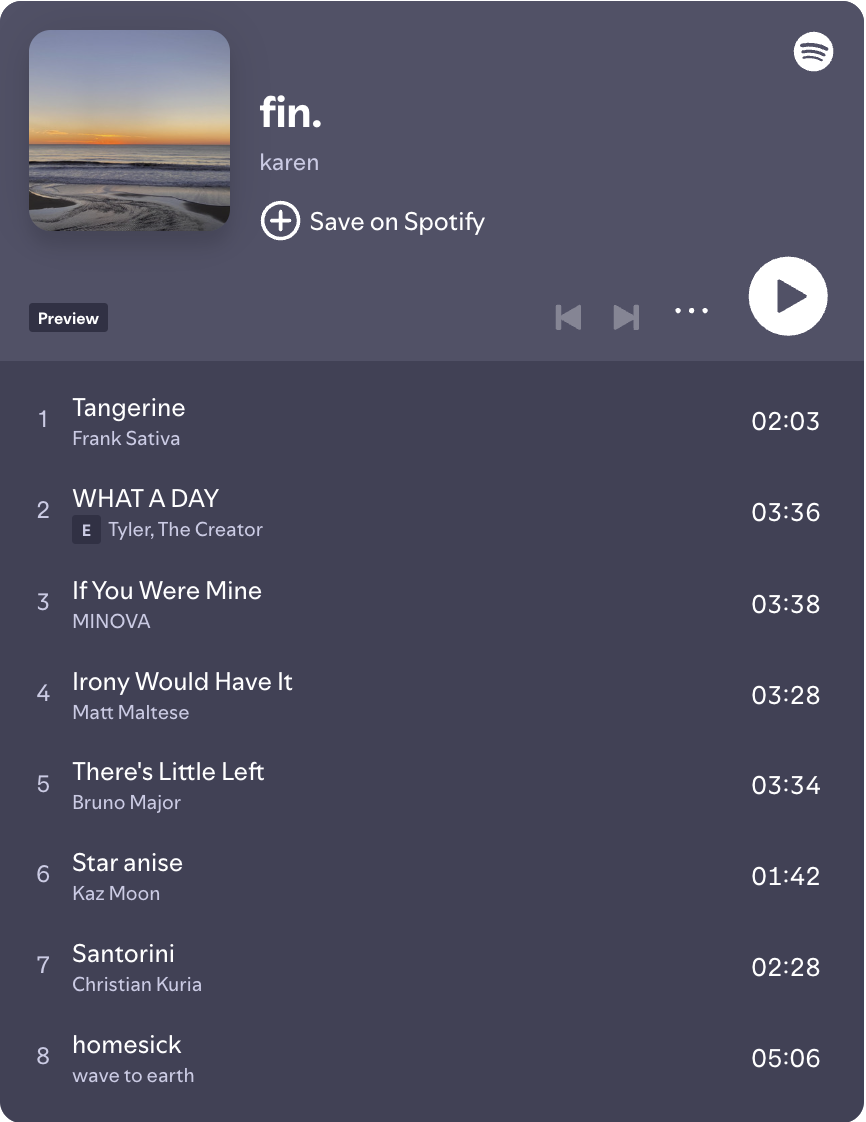 fin.
karen
Save on Spotify
Preview
1
Tangerine
Frank Sativa
02:03
2
WHAT A DAY
E Tyler, The Creator
03:36
3
If You Were Mine
MINOVA
03:38
4
Irony Would Have It
Matt Maltese
03:28
5
There's Little Left
Bruno Major
03:34
6
Star anise
Kaz Moon
01:42
7
Santorini
Christian Kuria
02:28
8
homesick
wave to earth
05:06